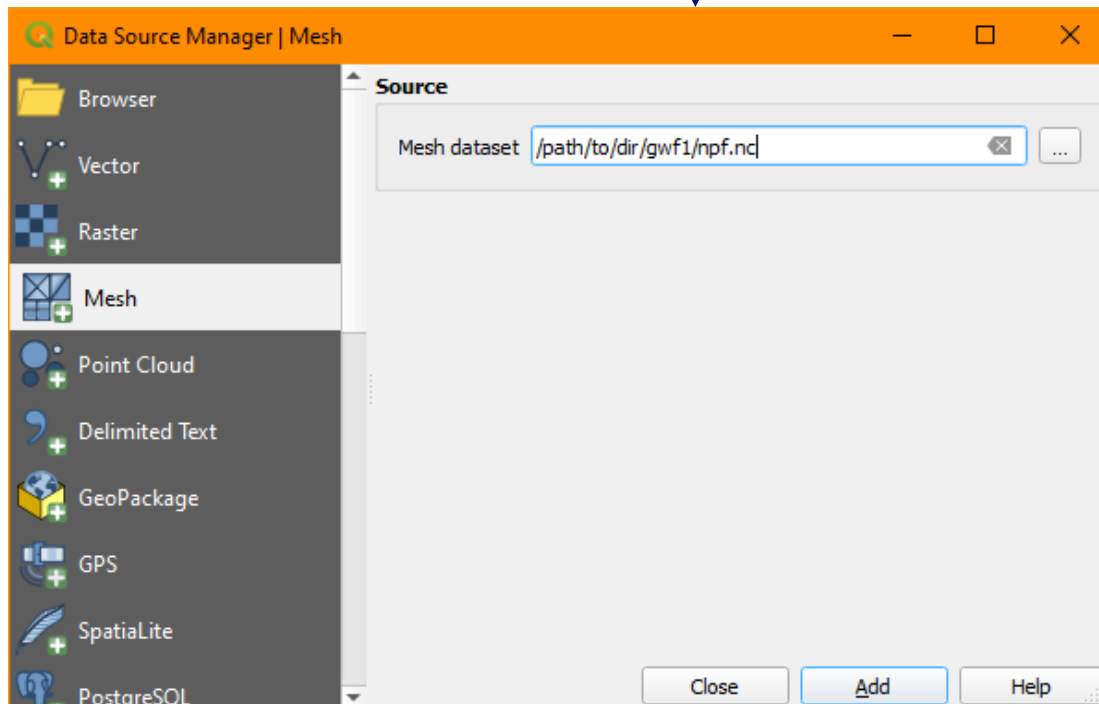 Data Source Manager | Mesh
Browser
Vector
Raster
Mesh
Point Cloud
Delimited Text
GeoPackage
GPS
SpatiaLite
PostgreSQL
Source
Mesh dataset /path/to/dir/gwf1/npf.nc ...
Close Add Help